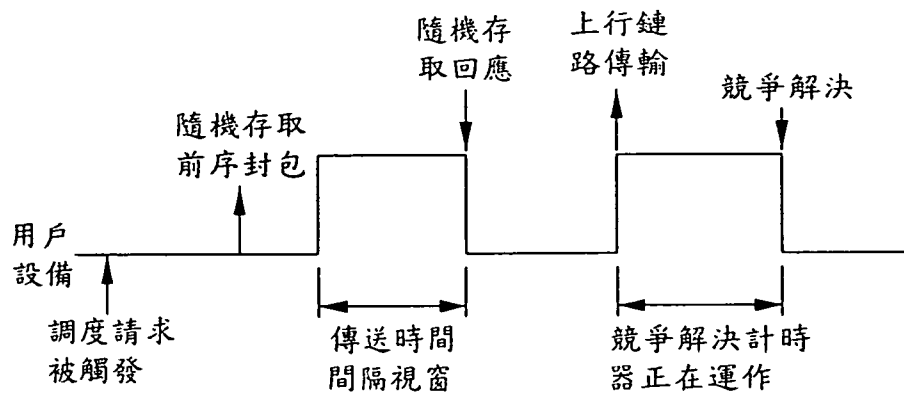 隨機存
取回應
上行鏈
路傳輸
競爭解決
隨機存取
前序封包
用戶
設備
調度請求
被觸發
傳送時間
間隔視窗
競爭解決計時
器正在運作